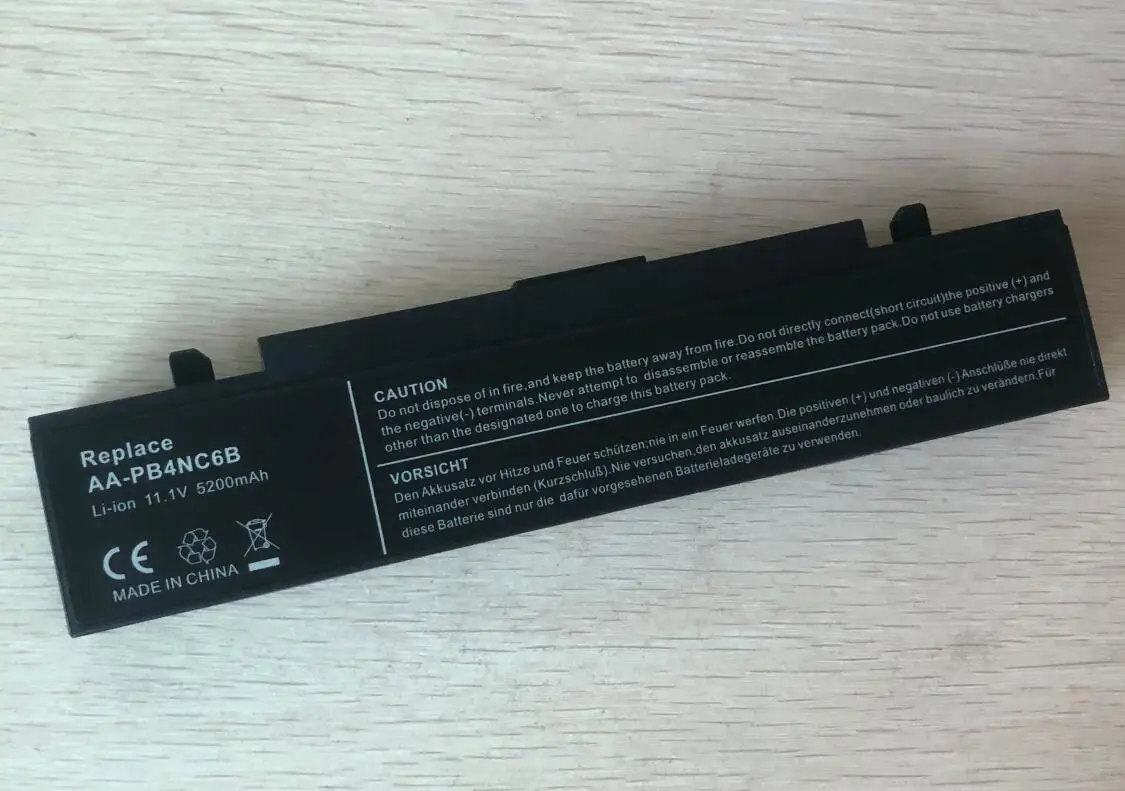 Replace
AA-PB4NC6B
Li-ion 11.1V 5200mAh
CE
MADE IN CHINA
CAUTION
Do not dispose of in fire,and keep the battery away from fire.Do not directly connect(short circuit)the positive (+) and
the negative(-) terminals.Never attempt to disassemble or reassemble the battery pack.Do not use battery chargers
other than the designated one to charge this battery pack.
VORSICHT
Den Akkusatz vor Hitze und Feuer schützen:nie in ein Feuer werfen.Die positiven (+) und negativen (-) Anschlüße nie direkt
miteinander verbinden (Kurzschluß).Nie versuchen,den akkusatz auseinanderzunehmen oder baulich zu verändern.Für
diese Batterie sind nur die dafür vorgesehenen Batterieladegeräte zu verwenden.